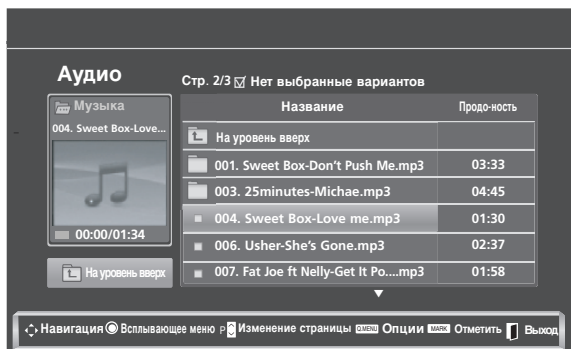 Аудио
Стр. 2/3 Нет выбранные вариантов
Музыка
004. Sweet Box-Love...
00:00/01:34
На уровень вверх
Название Продо-ность
На уровень вверх
001. Sweet Box-Don't Push Me.mp3 03:33
003. 25minutes-Michae.mp3 04:45
004. Sweet Box-Love me.mp3 01:30
006. Usher-She's Gone.mp3 02:37
007. Fat Joe ft Nelly-Get It Po....mp3 01:58
Навигация Всплывающее меню P Изменение страницы Q.MENU Опции MARK Отметить Выход